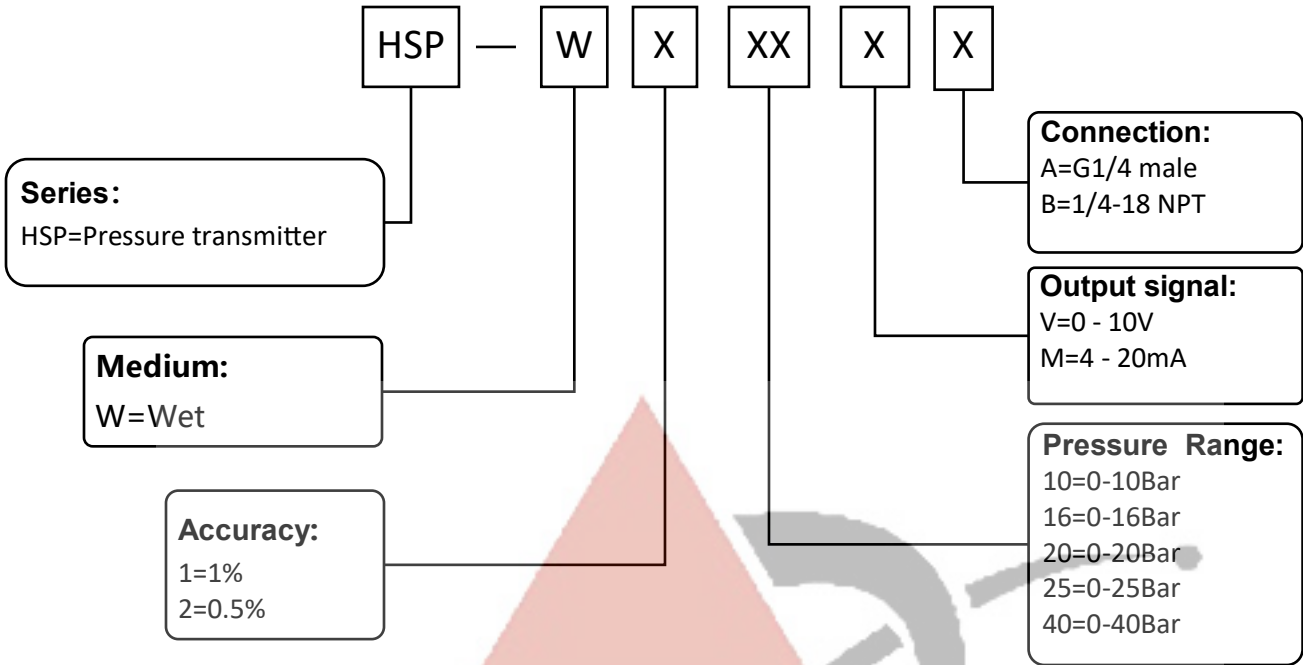 HSP — W X XX X X
Connection:
A=G1/4 male
B=1/4-18 NPT
Series:
HSP=Pressure transmitter
Output signal:
V=0 - 10V
M=4 - 20mA
Medium:
W=Wet
Pressure Range:
10=0-10Bar
16=0-16Bar
20=0-20Bar
25=0-25Bar
40=0-40Bar
Accuracy:
1=1%
2=0.5%